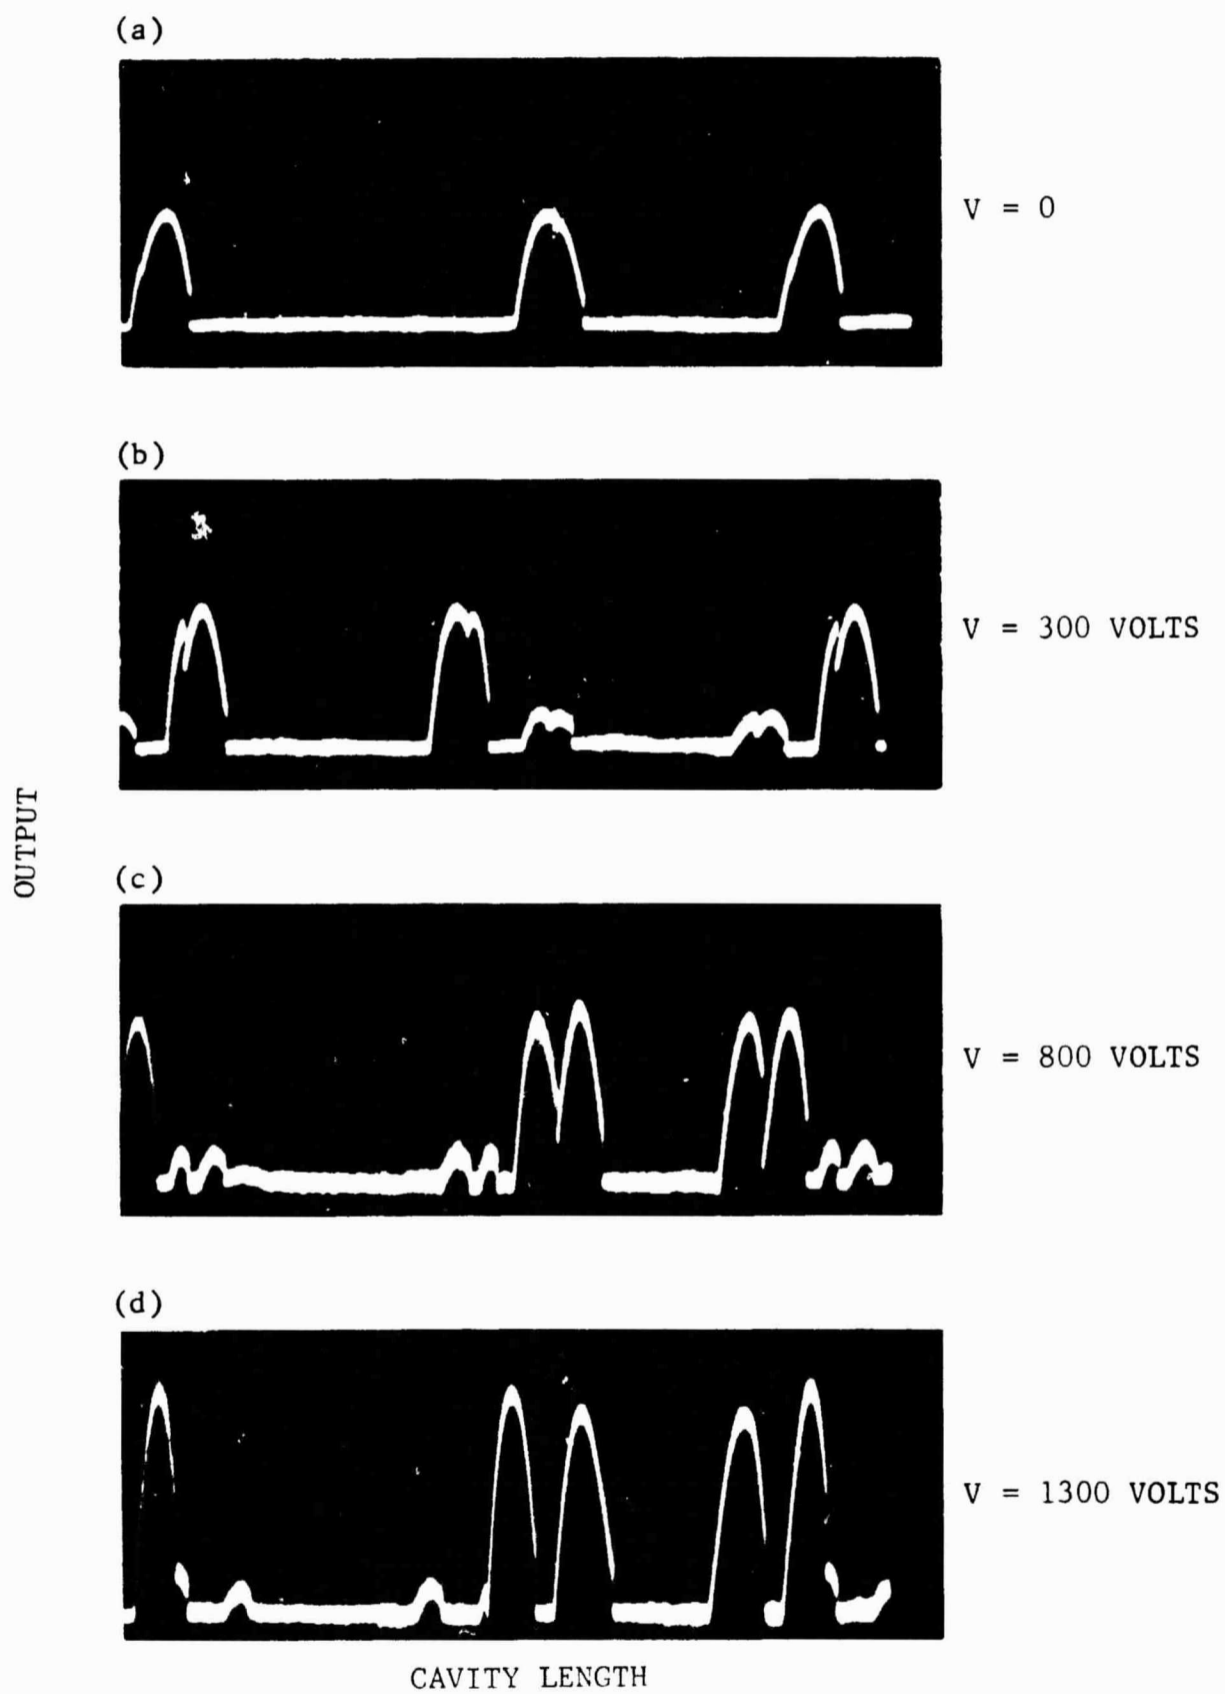 (a)
V = 0
(b)
V = 300 VOLTS
OUTPUT
(c)
V = 800 VOLTS
(d)
V = 1300 VOLTS
CAVITY LENGTH